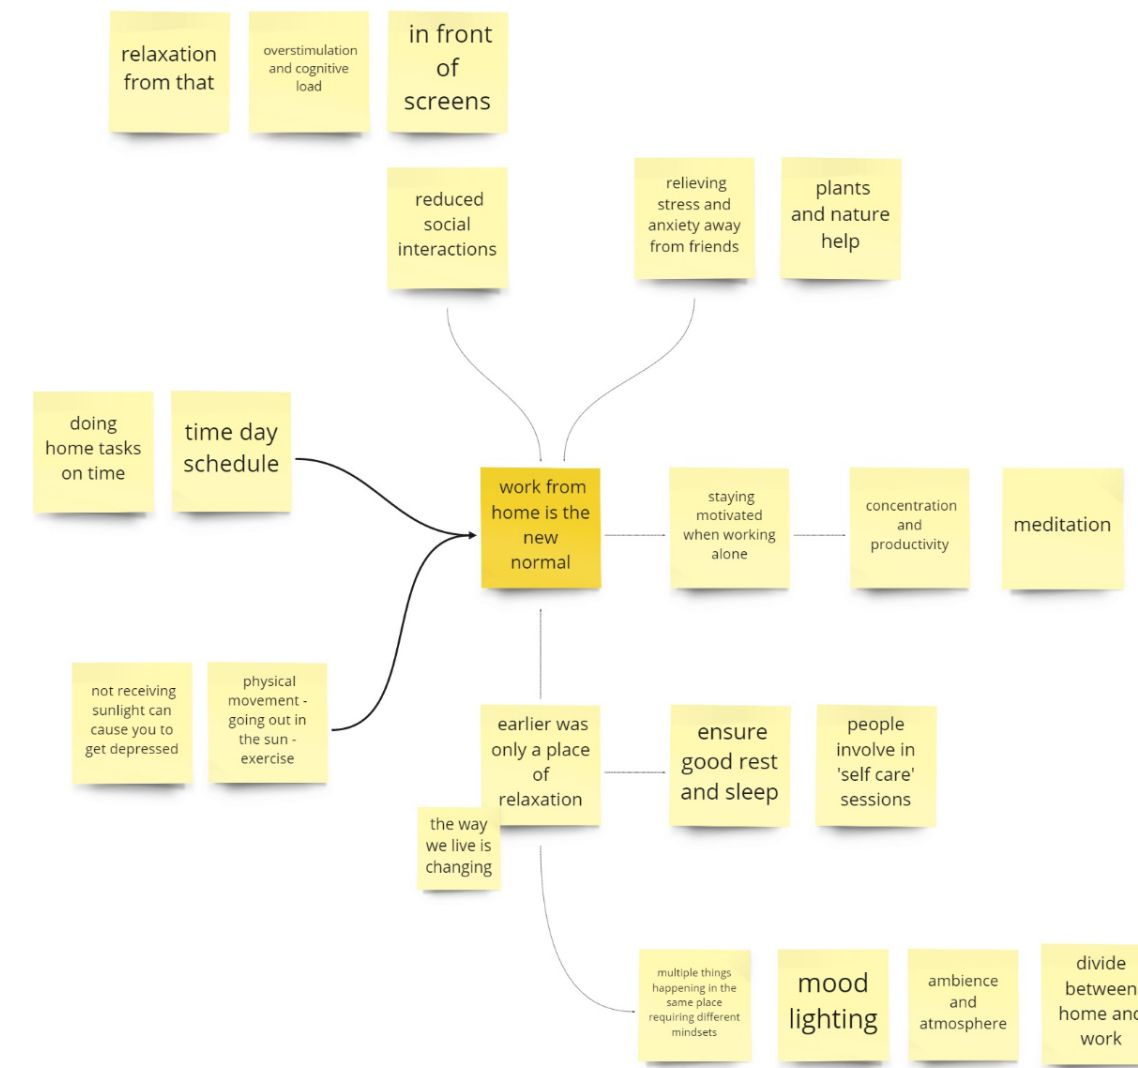 relaxation
from that
overstimulation
and cognitive
load
in front
of
screens
reduced
social
interactions
relieving
stress and
anxiety away
from friends
plants
and nature
help
doing
home tasks
on time
time day
schedule
work from
home is the
new
normal
staying
motivated
when working
alone
concentration
and
productivity
meditation
not receiving
sunlight can
cause you to
get depressed
physical
movement -
going out in
the sun -
exercise
earlier was
only a place
of
relaxation
ensure
good rest
and sleep
people
involve in
'self care'
sessions
the way
we live is
changing
multiple things
happening in the
same place
requiring different
mindsets
mood
lighting
ambience
and
atmosphere
divide
between
home and
work